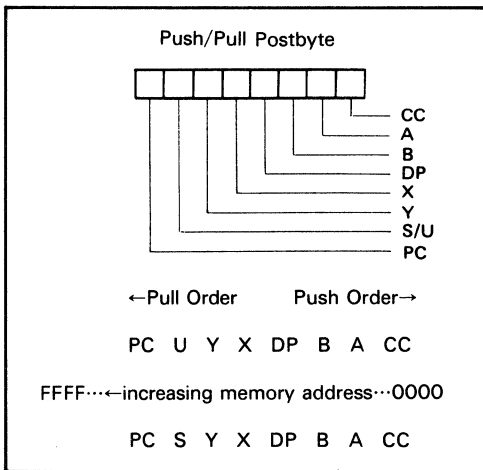 Push/Pull Postbyte
CC
A
B
DP
X
Y
S/U
PC
←Pull Order Push Order→
PC U Y X DP B A CC
FFFF···←increasing memory address···0000
PC S Y X DP B A CC